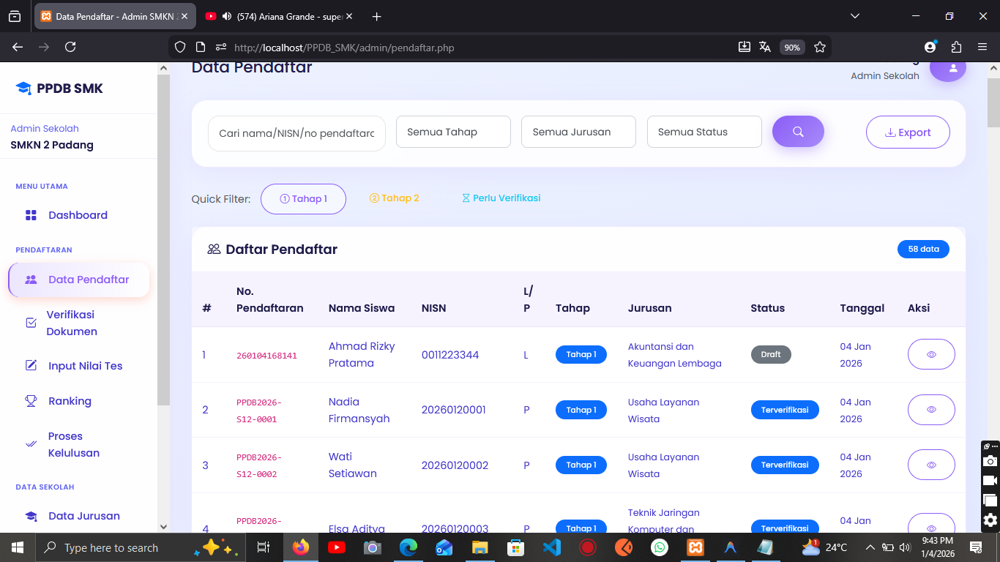 Data Pendaftar - Admin SMKN 2
(574) Ariana Grande - supe
http://localhost/PPDB_SMK/admin/pendaftar.php
90%
PPDB SMK
Admin Sekolah
SMKN 2 Padang
MENU UTAMA
Dashboard
PENDAFTARAN
Data Pendaftar
Verifikasi
Dokumen
Input Nilai Tes
Ranking
Proses
Kelulusan
DATA SEKOLAH
Data Jurusan
Data Pendaftar
Admin Sekolah
Cari nama/NISN/no pendaftarc
Semua Tahap
Semua Jurusan
Semua Status
Export
Quick Filter:
1 Tahap 1
2 Tahap 2
Perlu Verifikasi
Daftar Pendaftar
58 data
# No. Pendaftaran Nama Siswa NISN L/P Tahap Jurusan Status Tanggal Aksi
1 260104168141 Ahmad Rizky Pratama 0011223344 L Tahap 1 Akuntansi dan Keuangan Lembaga Draft 04 Jan 2026
2 PPDB2026-S12-0001 Nadia Firmansyah 20260120001 P Tahap 1 Usaha Layanan Wisata Terverifikasi 04 Jan 2026
3 PPDB2026-S12-0002 Wati Setiawan 20260120002 P Tahap 1 Usaha Layanan Wisata Terverifikasi 04 Jan 2026
4 PPDB2026- Elsa Aditya 20260120003 P Tahap 1 Teknik Jaringan Komputer dan Terverifikasi 04 Jan
Type here to search
1
24°C
9:43 PM
1/4/2026